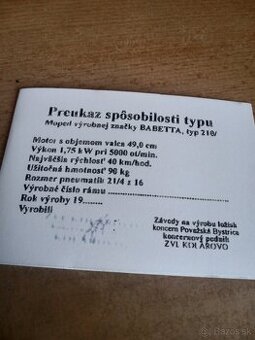 Preukaz spôsobilosti typu
Moped výrobnej značky BABETTA, typ 210/
Motor s objemom valca 49,0 cm
Výkon 1,75 kW pri 5000 ot/min.
Najväčšia rýchlosť 40 km/hod.
Užitočná hmotnosť 90 kg
Rozmer pneumatík 21/4 x 16
Výrobné číslo rámu
Rok výroby 19........
Vyrobili
Závody na výrobu ložísk
koncern Považská Bystrica
koncernový podnik
ZVL KOLÁROVO
bazos.sk